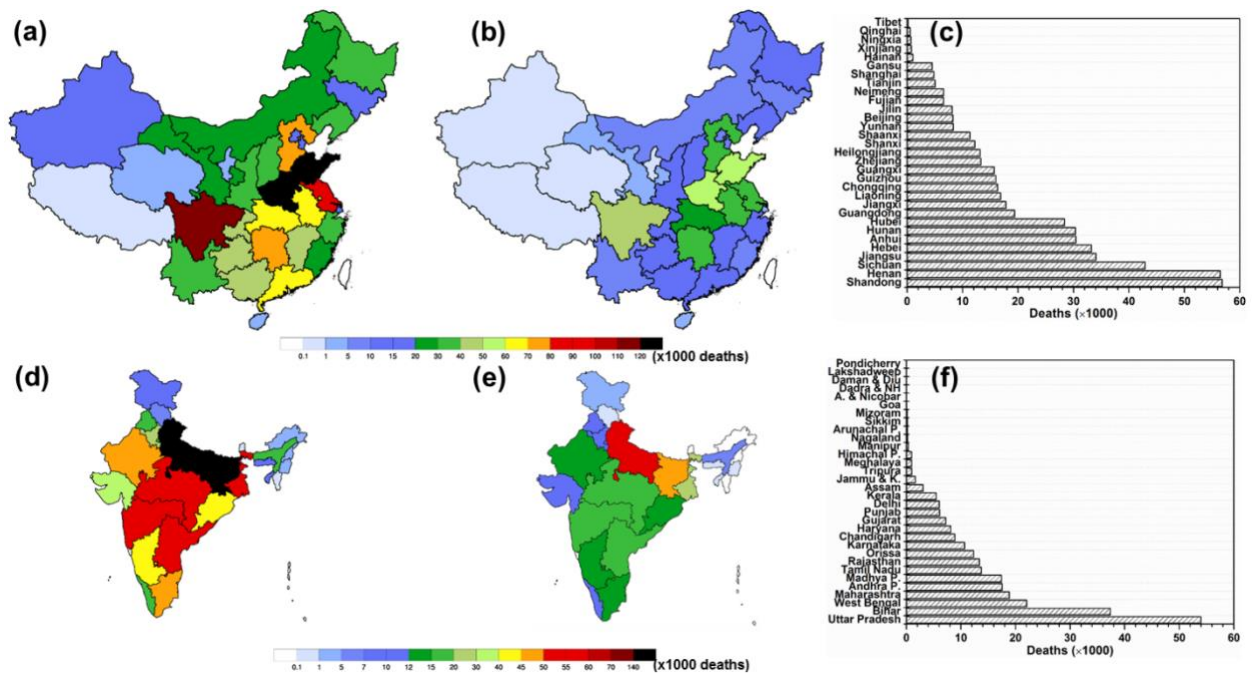 (a)
(b)
(c)
Tibet
Qinghai
Ningxia
Xinjiang
Hainan
Gansu
Shanghai
Tianjin
Neimeng
Fujian
Jilin
Beijing
Yunnan
Shaanxi
Shanxi
Heilongjiang
Zhejiang
Guangxi
Guizhou
Chongqing
Liaoning
Jiangxi
Guangdong
Hubei
Hunan
Anhui
Hebei
Jiangsu
Sichuan
Henan
Shandong
0 10 20 30 40 50 60
Deaths (×1000)
0.1 1 5 10 15 20 30 40 50 60 70 80 90 100 110 120 (x1000 deaths)
(d)
(e)
(f)
Pondicherry
Lakshadweep
Daman & Diu
Dadra & NH
A. & Nicobar
Goa
Mizoram
Sikkim
Arunachal P.
Nagaland
Manipur
Himachal P.
Meghalaya
Tripura
Jammu & K.
Assam
Kerala
Delhi
Punjab
Gujarat
Haryana
Chandigarh
Karnataka
Orissa
Rajasthan
Tamil Nadu
Madhya P.
Andhra P.
Maharashtra
West Bengal
Bihar
Uttar Pradesh
0 10 20 30 40 50 60
Deaths (×1000)
0.1 1 5 7 10 12 15 20 30 40 45 50 55 60 70 140 (x1000 deaths)